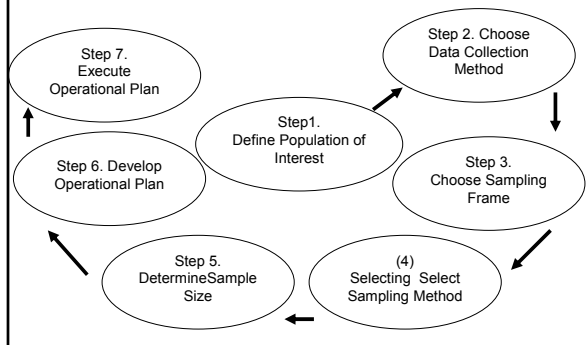 Step1.
Define Population of
Interest
Step 2. Choose
Data Collection
Method
Step 3.
Choose Sampling
Frame
(4)
Selecting Select
Sampling Method
Step 5.
DetermineSample
Size
Step 6. Develop
Operational Plan
Step 7.
Execute
Operational Plan